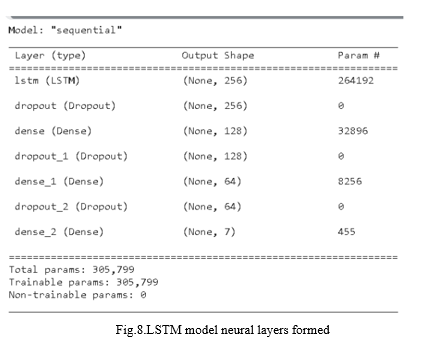 Model: "sequential"
Layer (type) Output Shape Param #
lstm (LSTM) (None, 256) 264192
dropout (Dropout) (None, 256) 0
dense (Dense) (None, 128) 32896
dropout_1 (Dropout) (None, 128) 0
dense_1 (Dense) (None, 64) 8256
dropout_2 (Dropout) (None, 64) 0
dense_2 (Dense) (None, 7) 455
Total params: 305,799
Trainable params: 305,799
Non-trainable params: 0
Fig.8.LSTM model neural layers formed